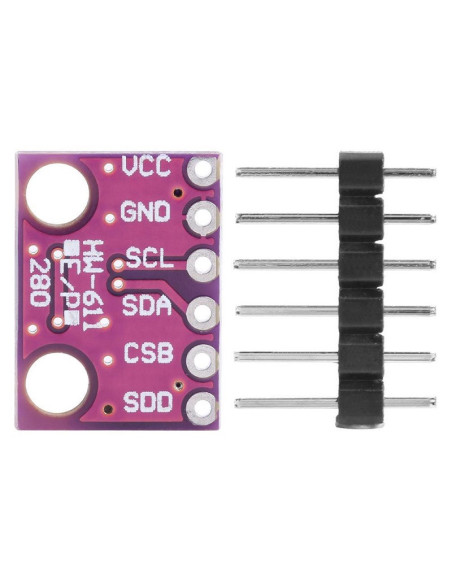 VCC
GND
SCL
SDA
CSB
SDD
HW-611
E/P
280